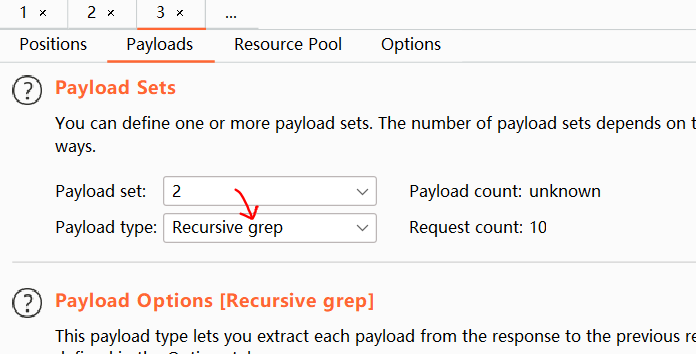 1 × 2 × 3 × ...
Positions Payloads Resource Pool Options
? Payload Sets
You can define one or more payload sets. The number of payload sets depends on
ways.
Payload set: 2 Payload count: unknown
Payload type: Recursive grep Request count: 10
? Payload Options [Recursive grep]
This payload type lets you extract each payload from the response to the previous